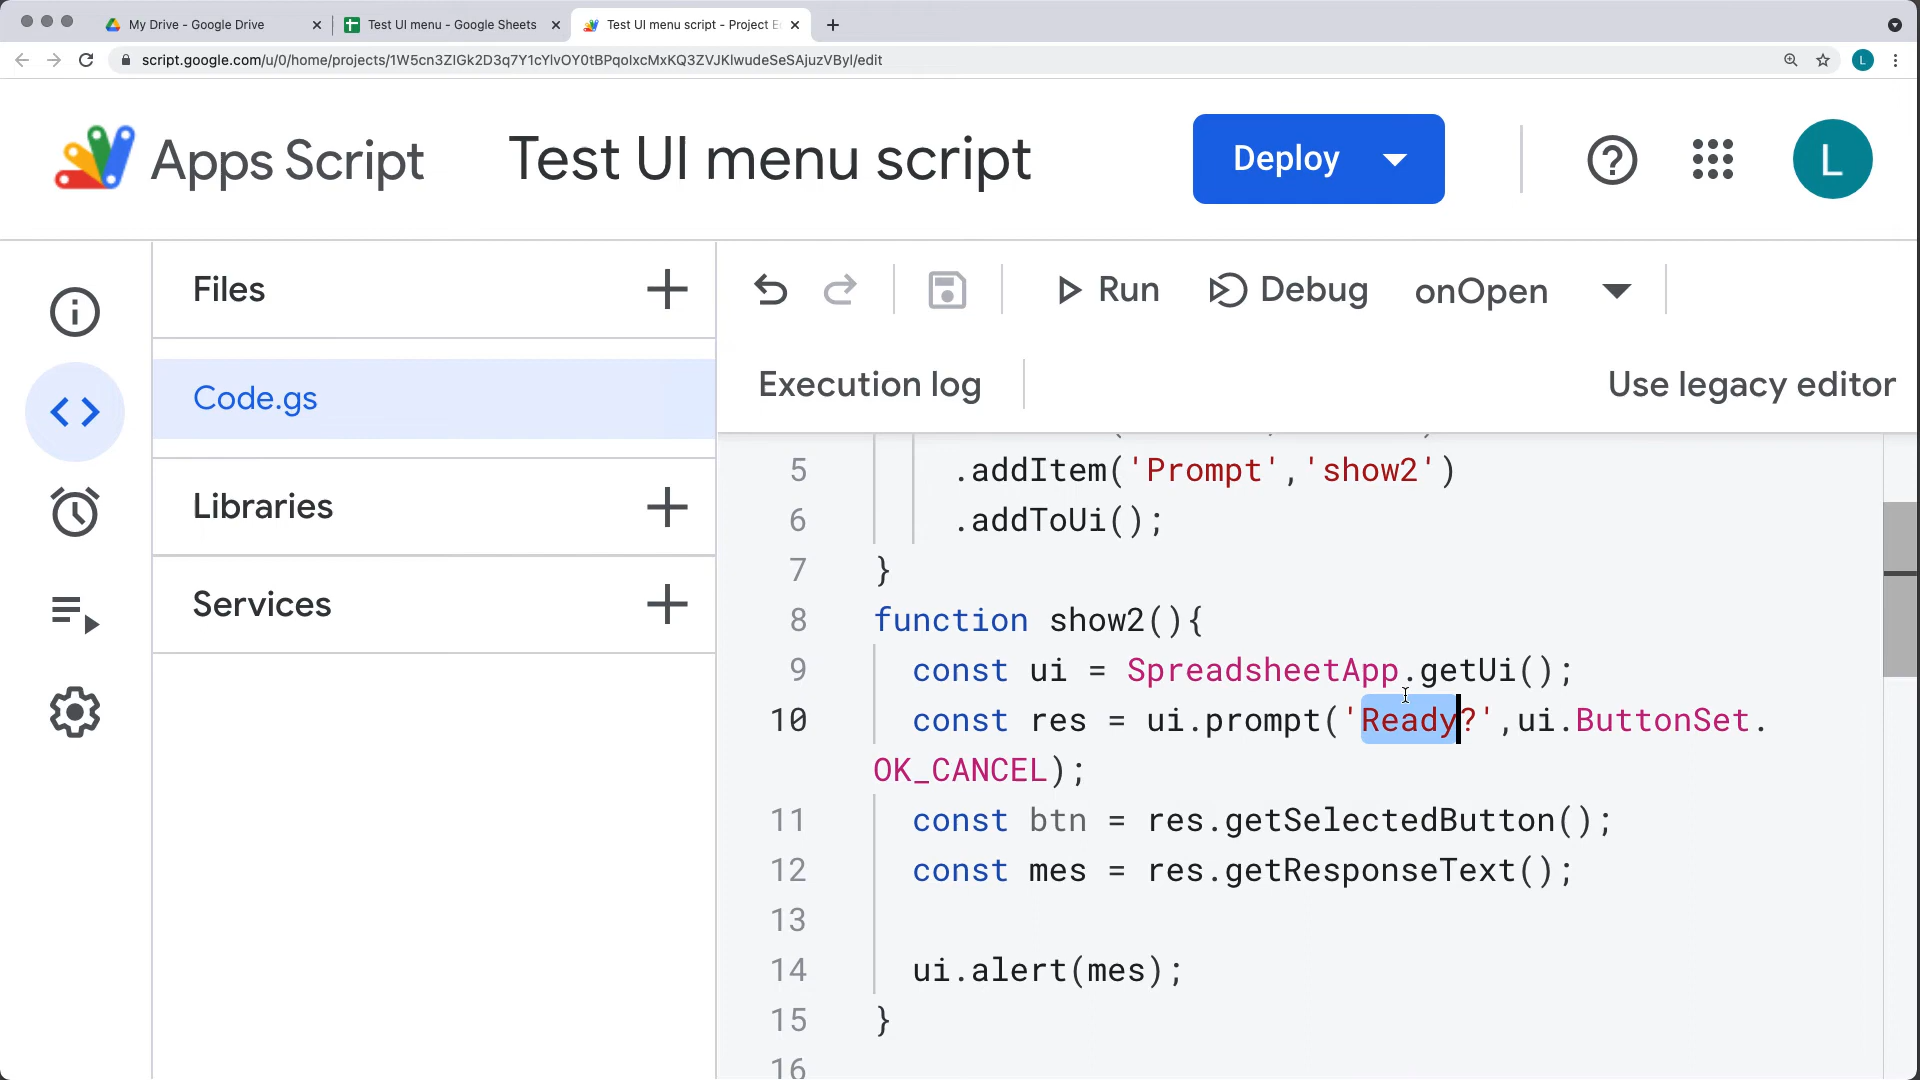 My Drive - Google Drive
Test UI menu - Google Sheets
Test UI menu script - Project E
script.google.com/u/0/home/projects/1W5cn3ZIGk2D3q7Y1cYlvOY0tBPqolxcMxKQ3ZVJKlwudeSeSAjuzVByl/edit
L
Apps Script
Test UI menu script
Deploy
L
Files
Run
Debug
onOpen
Code.gs
Execution log
Use legacy editor
Libraries
Services
5 .addItem('Prompt','show2')
6 .addToUi();
7 }
8 function show2(){
9 const ui = SpreadsheetApp.getUi();
10 const res = ui.prompt('Ready?',ui.ButtonSet.
OK_CANCEL);
11 const btn = res.getSelectedButton();
12 const mes = res.getResponseText();
13
14 ui.alert(mes);
15 }
16